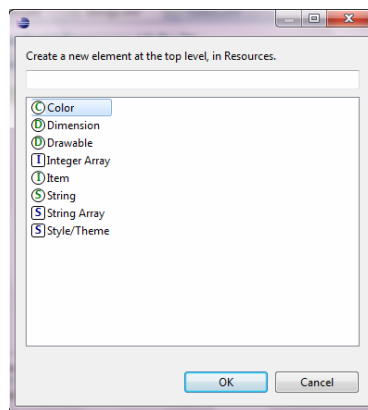 Create a new element at the top level, in Resources.
C Color
D Dimension
D Drawable
I Integer Array
I Item
S String
S String Array
S Style/Theme
OK Cancel